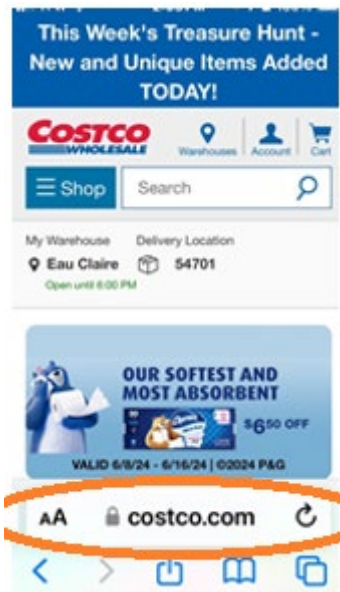 This Week's Treasure Hunt -
New and Unique Items Added
TODAY!
COSTCO
WHOLESALE
Warehouses Account Cart
Shop Search
My Warehouse Delivery Location
Eau Claire 54701
Open until 6:00 PM
OUR SOFTEST AND
MOST ABSORBENT
$6⁵⁰ OFF
VALID 6/8/24 - 6/16/24 | ©2024 P&G
AA costco.com